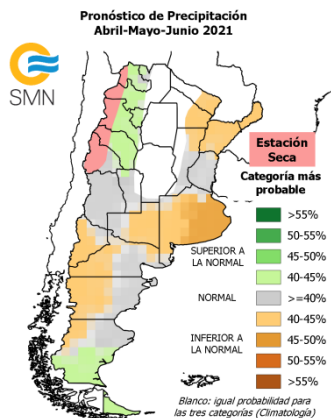 Pronóstico de Precipitación
Abril-Mayo-Junio 2021
SMN
Estación
Seca
Categoría más
probable
>55%
50-55%
45-50%
40-45%
SUPERIOR A
LA NORMAL
NORMAL
>=40%
40-45%
INFERIOR A
LA NORMAL
45-50%
50-55%
>55%
Blanco: igual probabilidad para
las tres categorías (Climatología)